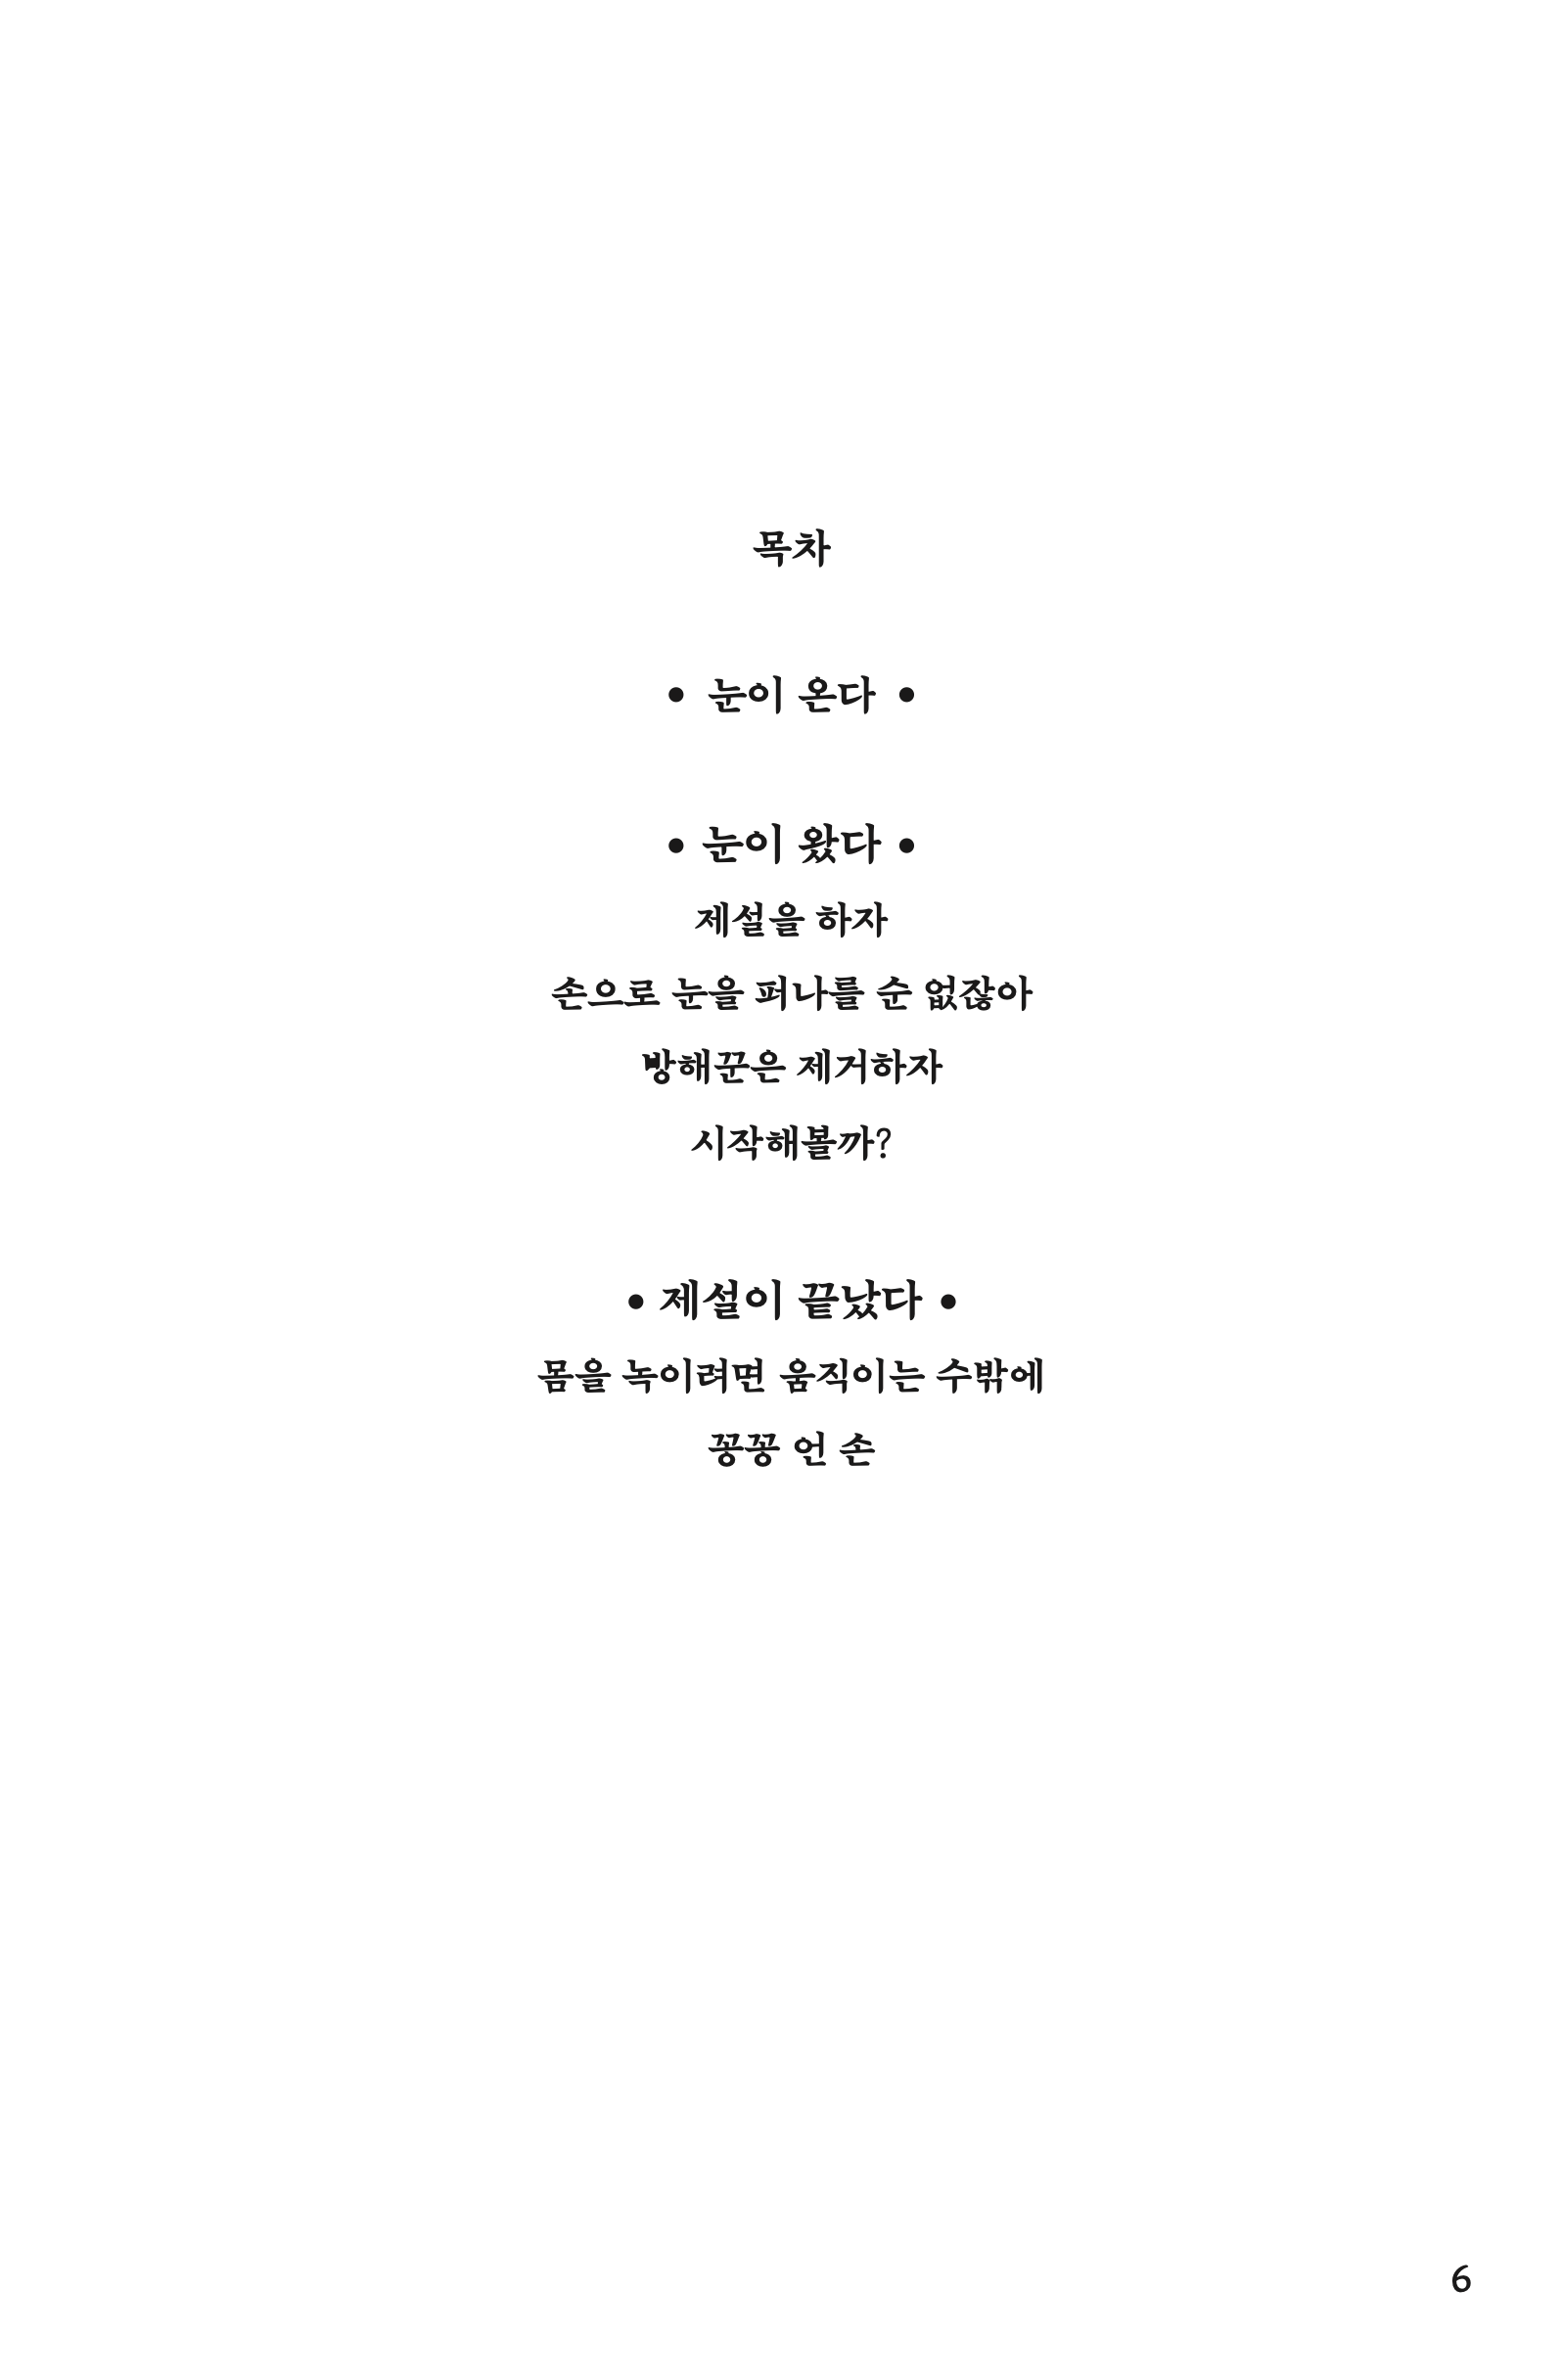 목차
• 눈이 온다 •
• 눈이 왔다 •
제설을 하자
손으로 눈을 퍼나를 순 없잖아
방해꾼은 제거하자
시작해볼까?
• 제설이 끝났다 •
몸을 녹이려면 움직이는 수밖에
꽁꽁 언 손
6